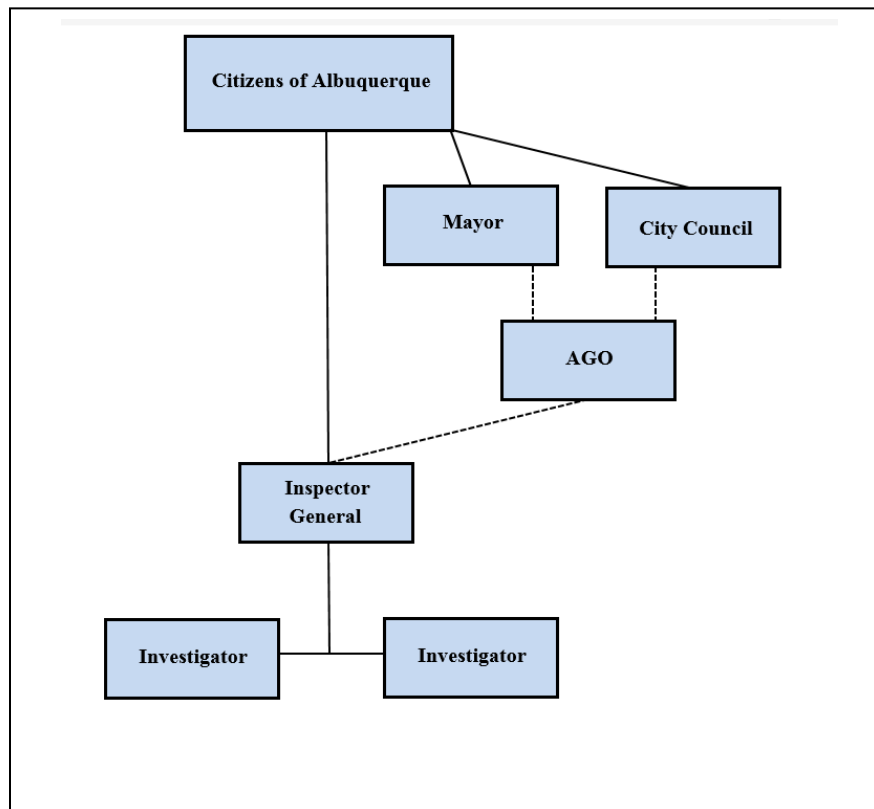 Citizens of Albuquerque
Mayor
City Council
AGO
Inspector
General
Investigator
Investigator